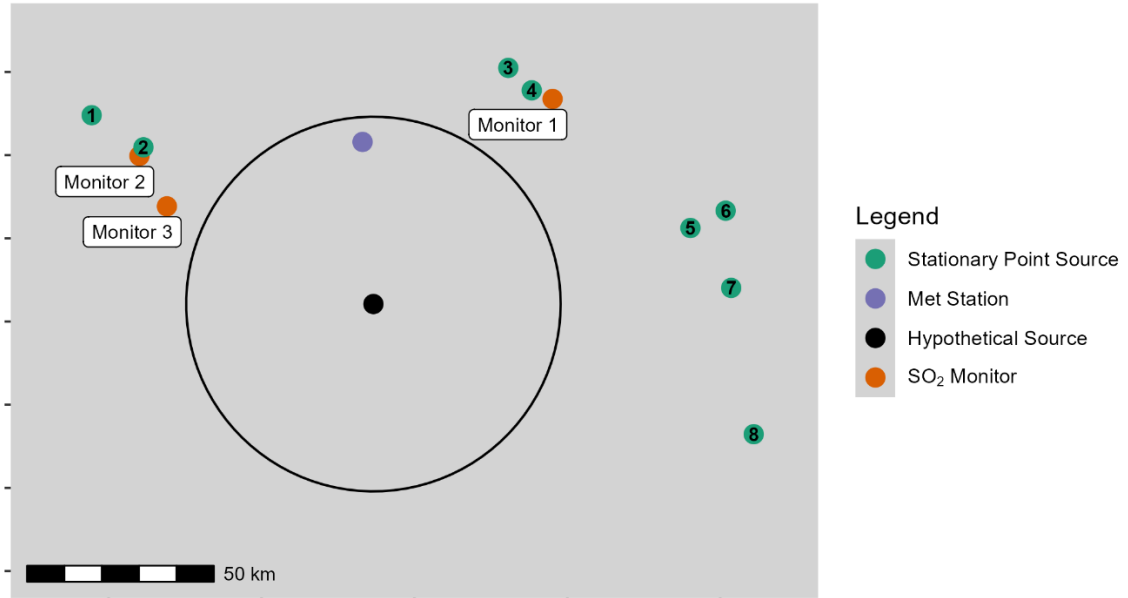 3
4
1
Monitor 1
2
Monitor 2
Monitor 3
6
5
7
8
50 km
Legend
Stationary Point Source
Met Station
Hypothetical Source
SO₂ Monitor